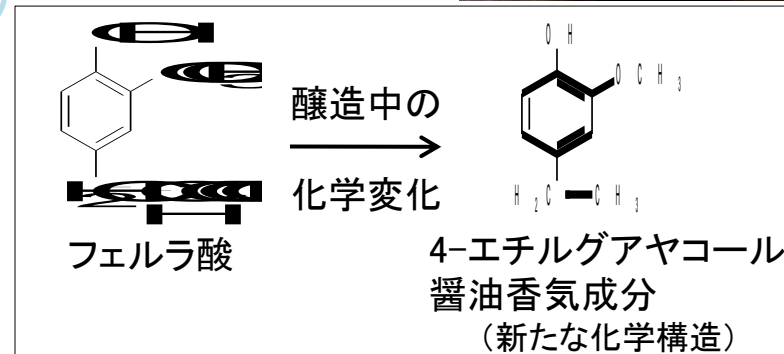 OH
OCH3
醸造中の
化学変化
H2C CH3
フェルラ酸
4-エチルグアヤコール
醤油香気成分
（新たな化学構造）